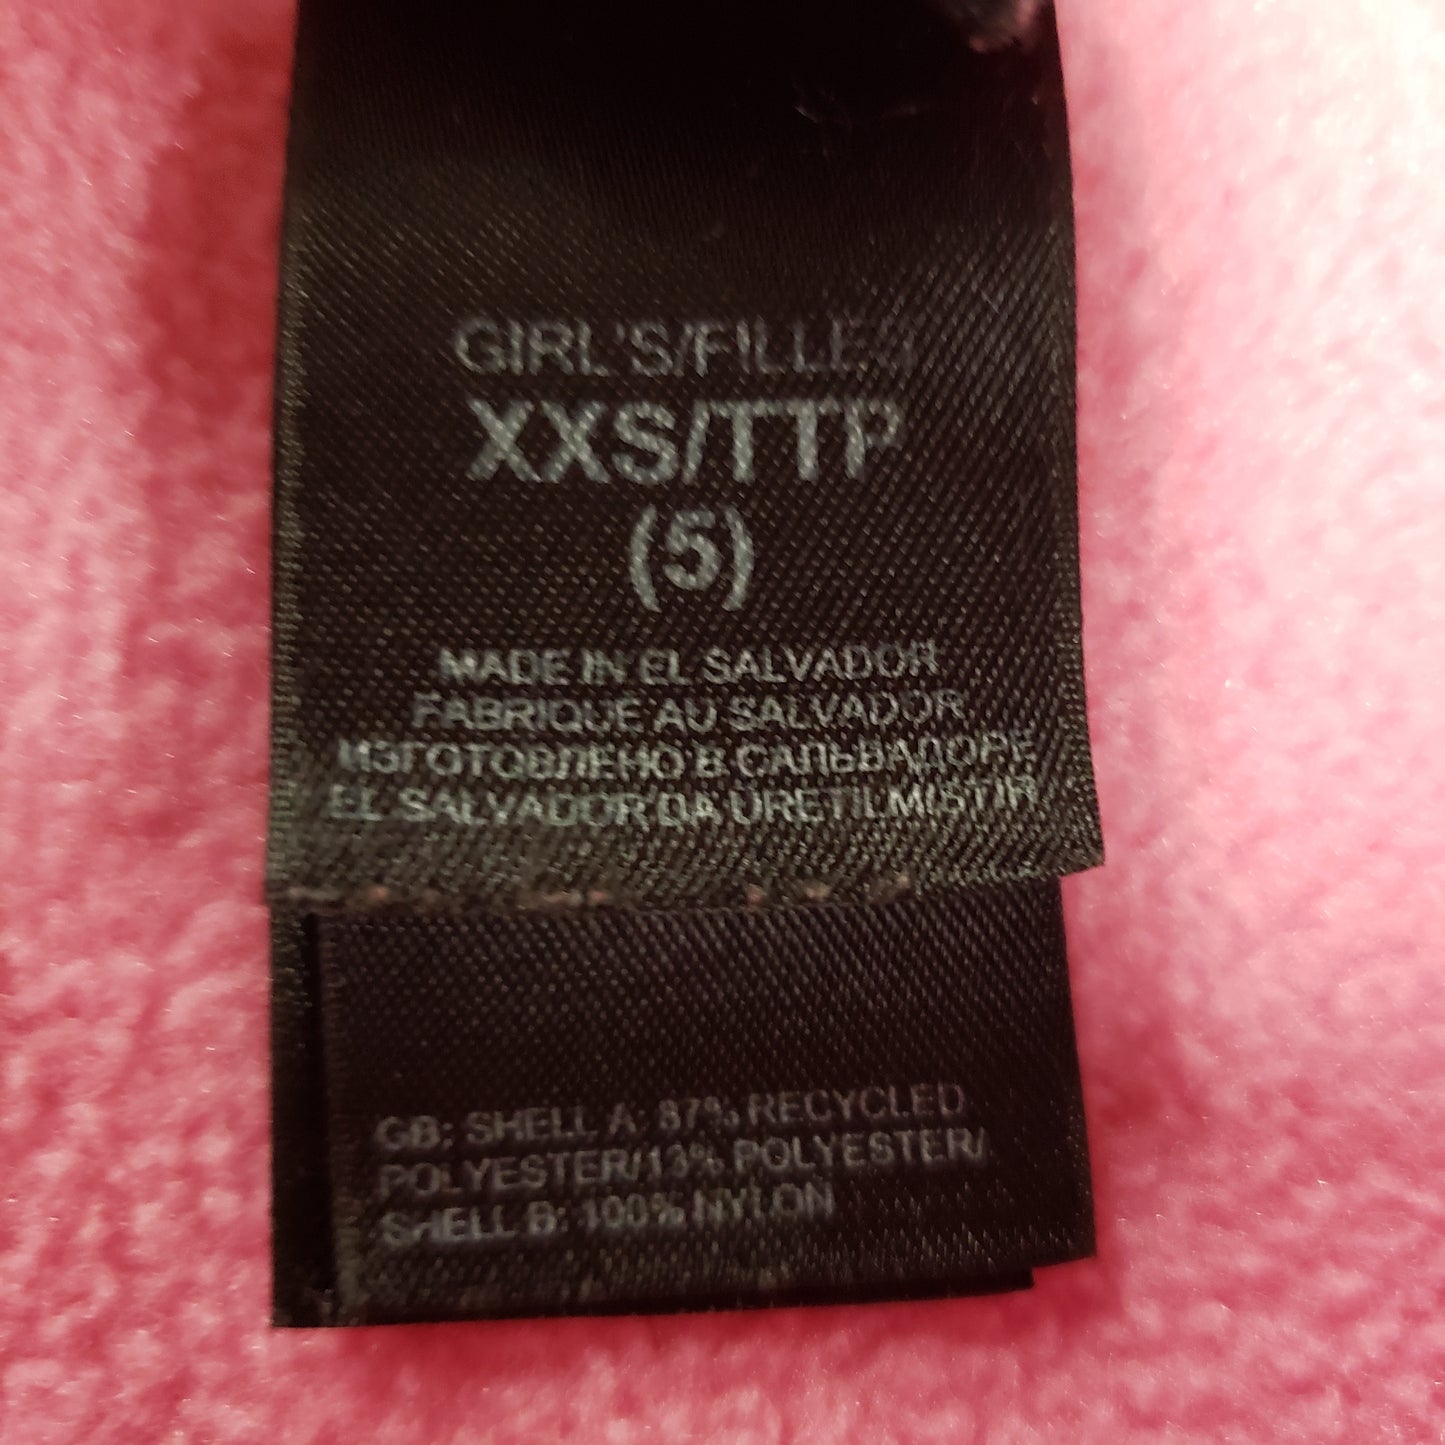 GIRL'S/FILLES
XXS/TTP
(5)
MADE IN EL SALVADOR
FABRIQUE AU SALVADOR
ИЗГОТОВЛЕНО В САЛЬВАДОРЕ
EL SALVADOR'DA ÜRETILMISTIR
GB: SHELL A: 87% RECYCLED
POLYESTER/13% POLYESTER/
SHELL B: 100% NYLON